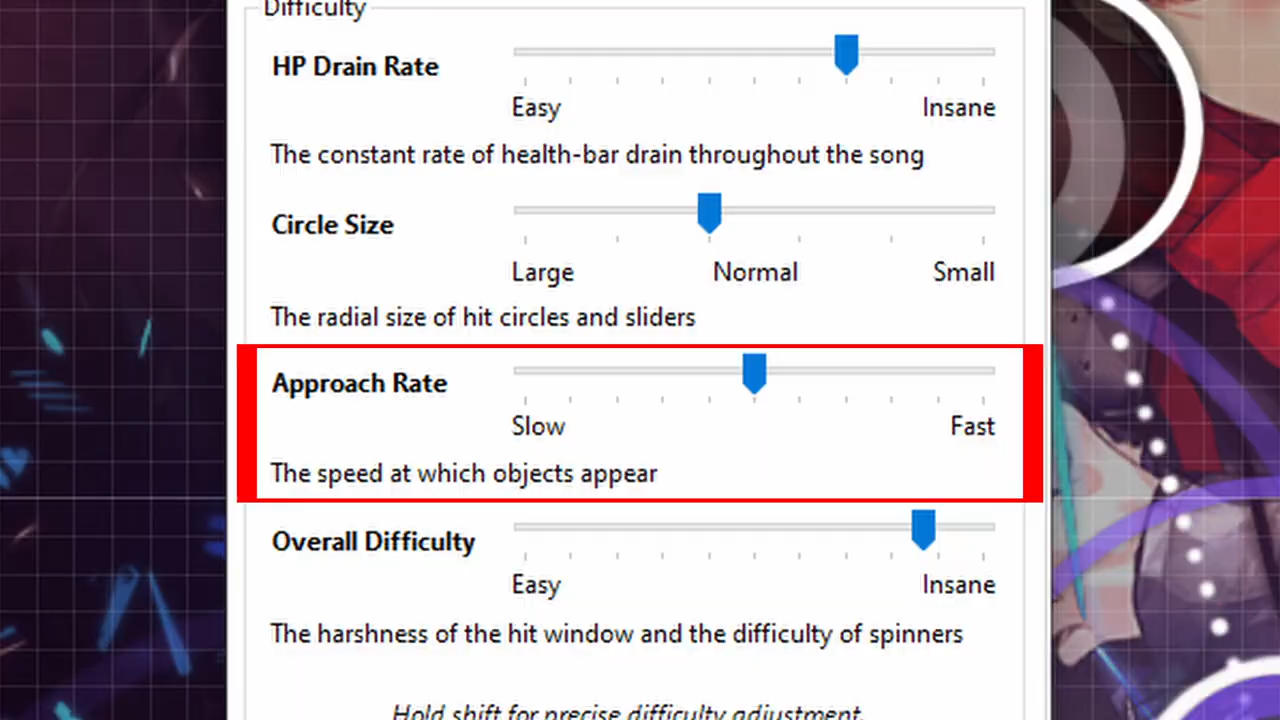 Difficulty
HP Drain Rate
Easy Insane
The constant rate of health-bar drain throughout the song
Circle Size
Large Normal Small
The radial size of hit circles and sliders
Approach Rate
Slow Fast
The speed at which objects appear
Overall Difficulty
Easy Insane
The harshness of the hit window and the difficulty of spinners
Hold shift for precise difficulty adjustment.